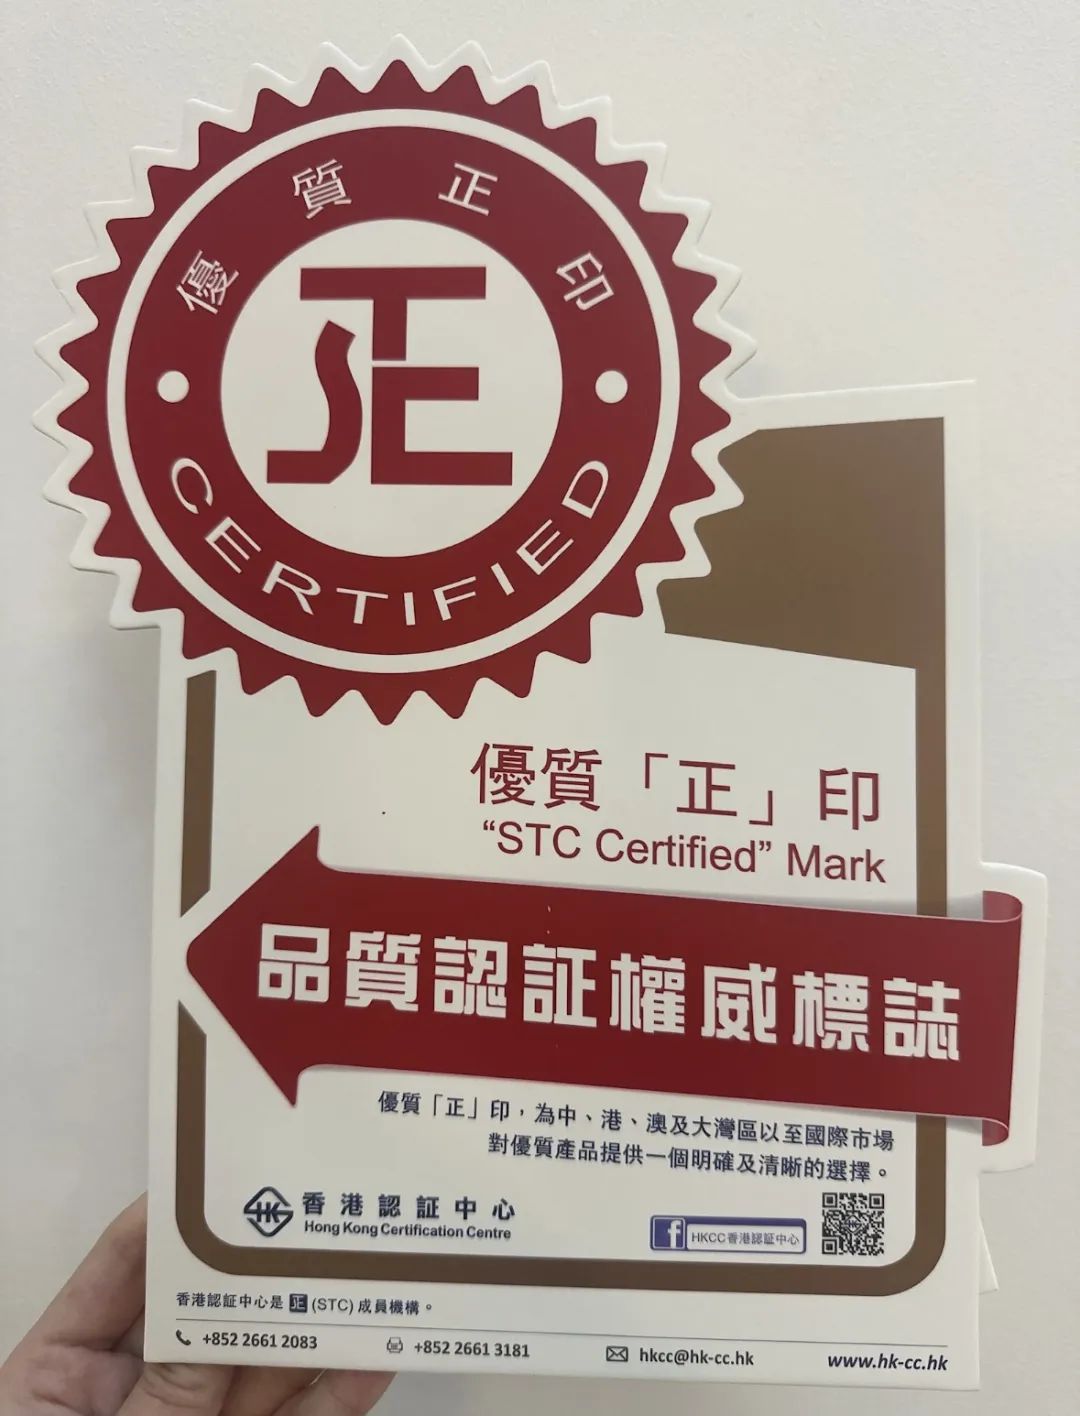 優質正印
正
CERTIFIED
優質「正」印
“STC Certified” Mark
品質認証權威標誌
優質「正」印,為中、港、澳及大灣區以至國際市場
對優質產品提供一個明確及清晰的選擇。
HK
香港認証中心
Hong Kong Certification Centre
f HKCC香港認証中心
香港認証中心是 正 (STC) 成員機構。
+852 2661 2083
+852 2661 3181
hkcc@hk-cc.hk
www.hk-cc.hk